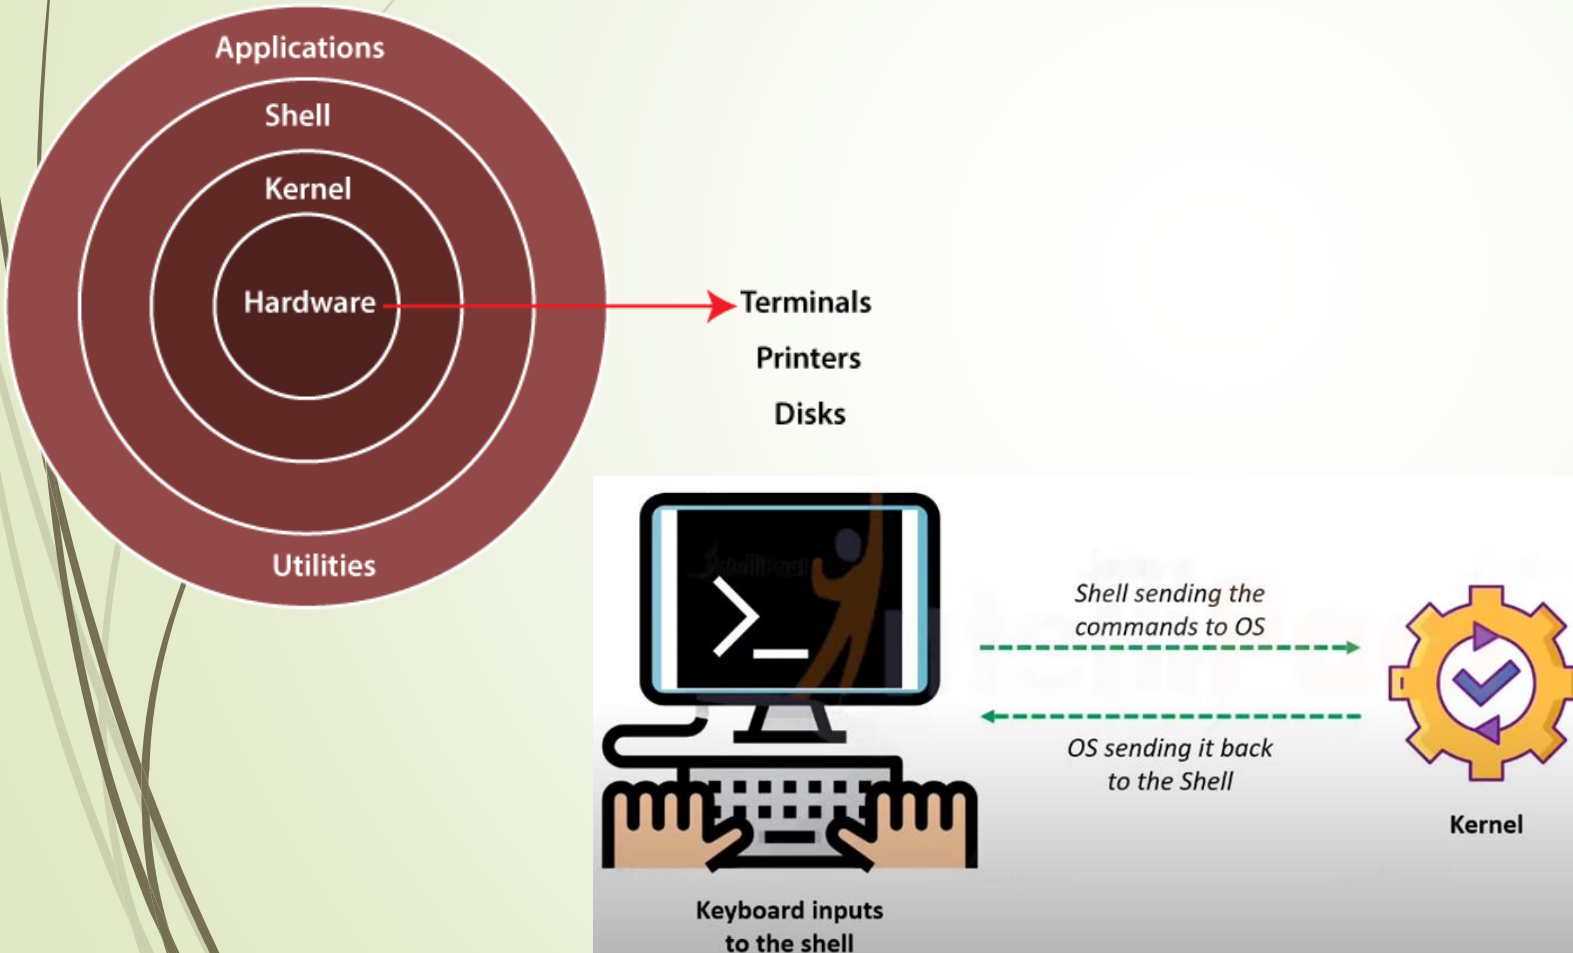 Applications
Shell
Kernel
Hardware
Utilities
Terminals
Printers
Disks
>_
Shell sending the
commands to OS
OS sending it back
to the Shell
Kernel
Keyboard inputs
to the shell